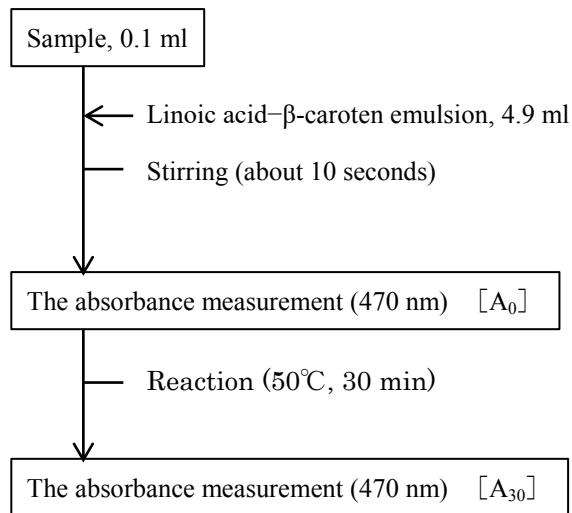 Sample, 0.1 ml
Linoic acid−β-caroten emulsion, 4.9 ml
Stirring (about 10 seconds)
The absorbance measurement (470 nm) ［A₀］
Reaction (50℃, 30 min)
The absorbance measurement (470 nm) ［A₃₀］